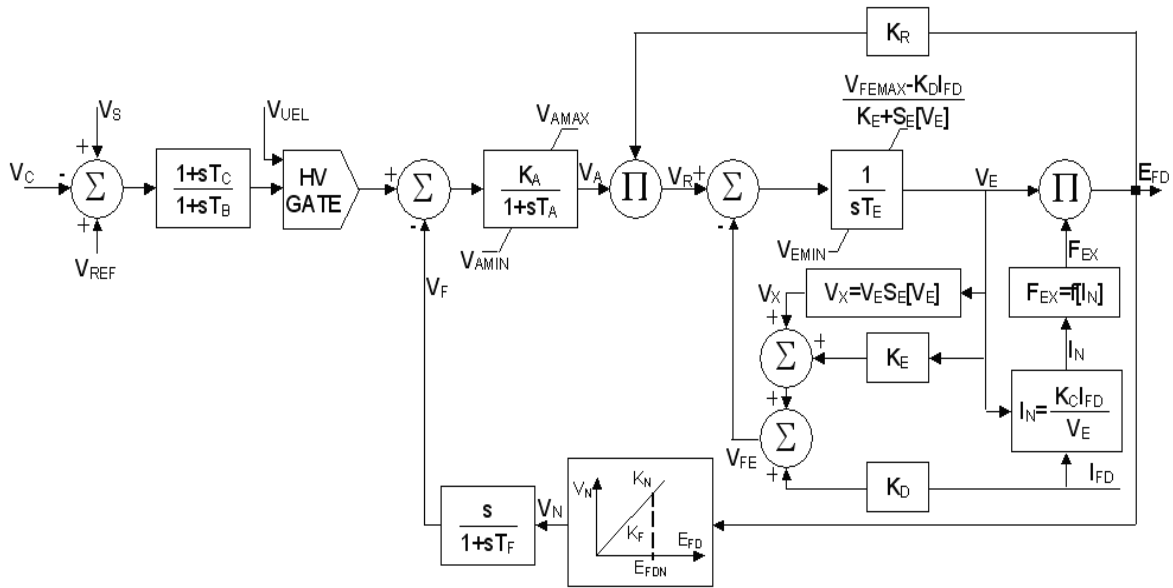 K_R
V_FEMAX-K_DI_FD
K_E+S_E[V_E]
V_S
V_UEL
V_AMAX
V_C
-
+
Σ
+
V_REF
1+sT_C
1+sT_B
HV
GATE
+
Σ
-
K_A
1+sT_A
V_AMIN
V_A
Π
V_R
+
Σ
-
1
sT_E
V_EMIN
V_E
Π
E_FD
F_EX
F_EX=f[I_N]
I_N
I_N=K_CI_FD
V_E
I_FD
V_X=V_ES_E[V_E]
V_X
+
+
Σ
K_E
+
Σ
+
V_FE
K_D
V_F
s
1+sT_F
V_N
V_N
K_N
K_F
E_FD
E_FDN